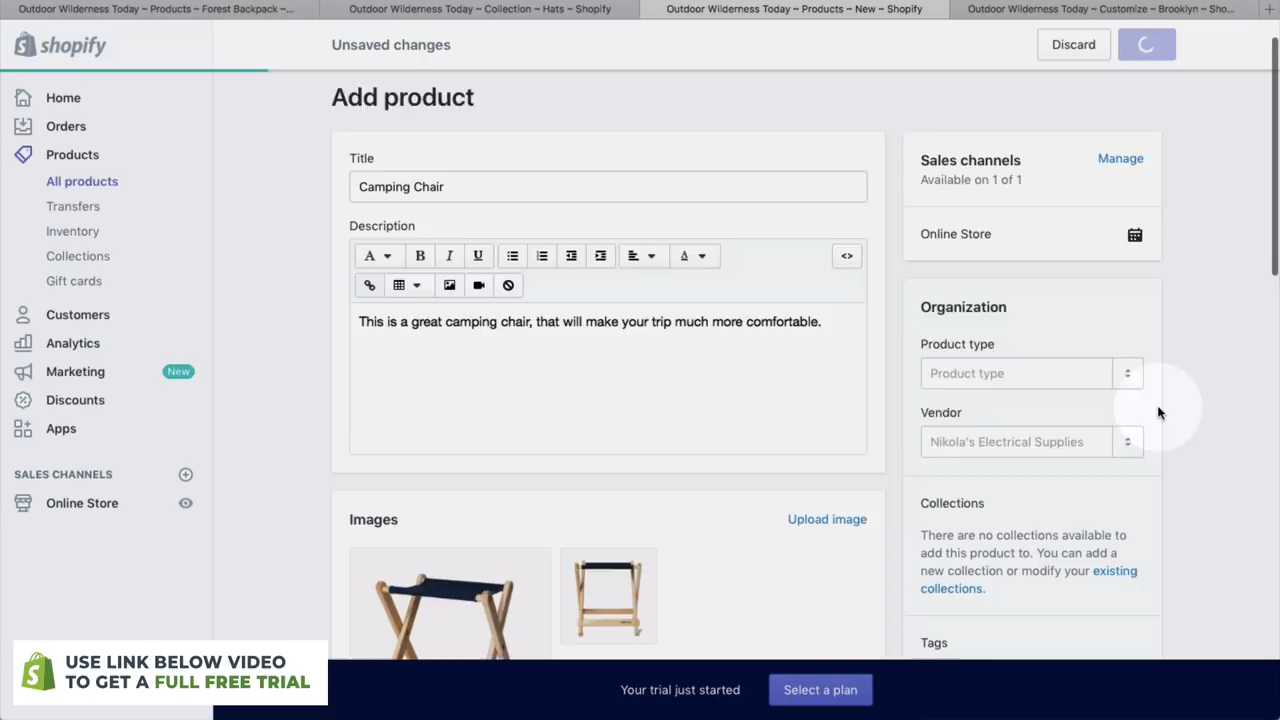 Outdoor Wilderness Today ~ Products ~ Forest Backpack ~...
Outdoor Wilderness Today ~ Collection ~ Hats ~ Shopify
Outdoor Wilderness Today ~ Products ~ New ~ Shopify
Outdoor Wilderness Today ~ Customize ~ Brooklyn ~ Sho...
shopify
Unsaved changes
Discard
Home
Orders
Products
All products
Transfers
Inventory
Collections
Gift cards
Customers
Analytics
Marketing New
Discounts
Apps
SALES CHANNELS
Online Store
Add product
Title
Camping Chair
Description
A B I U A <>
This is a great camping chair, that will make your trip much more comfortable.
Images
Upload image
Sales channels
Manage
Available on 1 of 1
Online Store
Organization
Product type
Product type
Vendor
Nikola's Electrical Supplies
Collections
There are no collections available to
add this product to. You can add a
new collection or modify your existing
collections.
Tags
USE LINK BELOW VIDEO
TO GET A FULL FREE TRIAL
Your trial just started
Select a plan